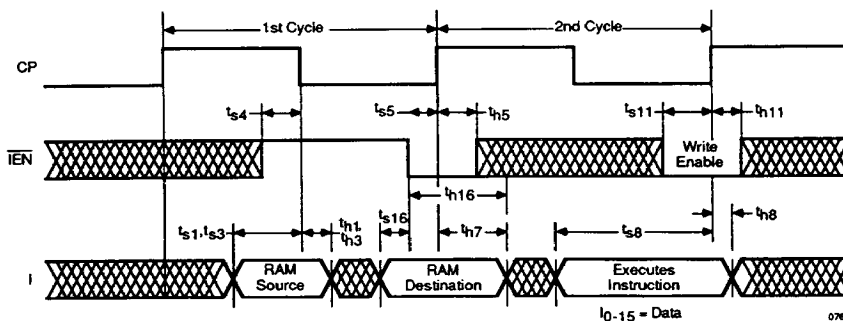 1st Cycle
2nd Cycle
CP
ts4
ts5
th5
ts11
th11
IEN
Write
Enable
th16
ts1, ts3
th1,
th3
ts16
th7
ts8
th8
I
RAM
Source
RAM
Destination
Executes
Instruction
I0-15 = Data
076